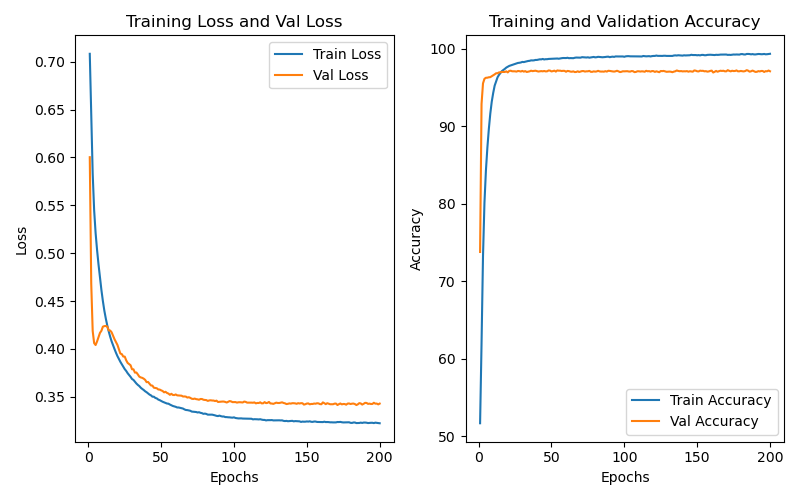 Training Loss and Val Loss
Loss
0.70
0.65
0.60
0.55
0.50
0.45
0.40
0.35
Train Loss
Val Loss
0
50
100
150
200
Epochs
Training and Validation Accuracy
Accuracy
100
90
80
70
60
50
Train Accuracy
Val Accuracy
0
50
100
150
200
Epochs